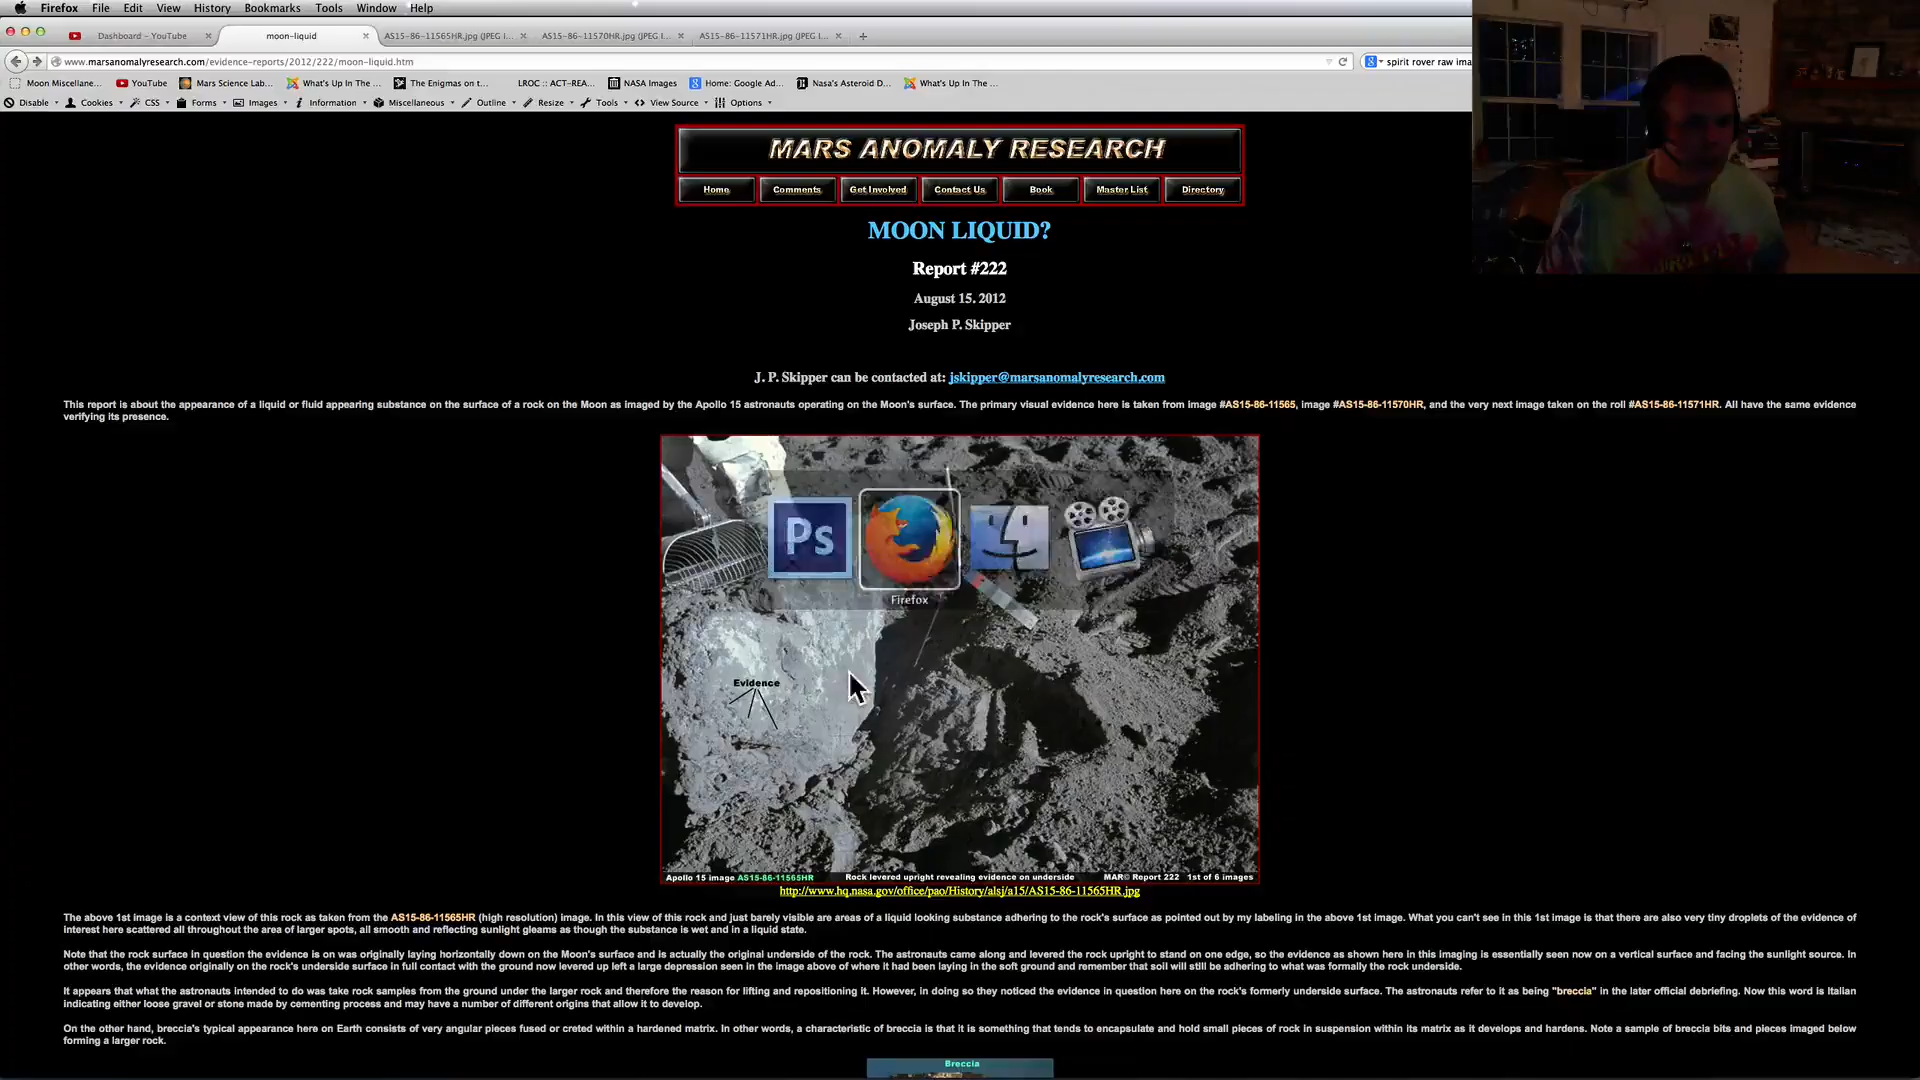 Firefox File Edit View History Bookmarks Tools Window Help
Dashboard - YouTube moon-liquid AS15-86-11565HR.jpg (JPEG I... AS15-86-11570HR.jpg (JPEG I... AS15-86-11571HR.jpg (JPEG I...
www.marsanomalyresearch.com/evidence-reports/2012/222/moon-liquid.htm spirit rover raw ima
Moon Miscellane... YouTube Mars Science Lab... What's Up In The ... The Enigmas on t... LROC :: ACT-REA... NASA Images Home: Google Ad... Nasa's Asteroid D... What's Up In The ...
Disable Cookies CSS Forms Images Information Miscellaneous Outline Resize Tools View Source Options
MARS ANOMALY RESEARCH
Home Comments Get Involved Contact Us Book Master List Directory
MOON LIQUID?
Report #222
August 15. 2012
Joseph P. Skipper
J. P. Skipper can be contacted at: jskipper@marsanomalyresearch.com
This report is about the appearance of a liquid or fluid appearing substance on the surface of a rock on the Moon as imaged by the Apollo 15 astronauts operating on the Moon's surface. The primary visual evidence here is taken from image #AS15-86-11565, image #AS15-86-11570HR, and the very next image taken on the roll #AS15-86-11571HR. All have the same evidence
verifying its presence.
Ps
Firefox
Evidence
Apollo 15 image AS15-86-11565HR Rock levered upright revealing evidence on underside MAR© Report 222 1st of 6 images
http://www.hq.nasa.gov/office/pao/History/alsj/a15/AS15-86-11565HR.jpg
The above 1st image is a context view of this rock as taken from the AS15-86-11565HR (high resolution) image. In this view of this rock and just barely visible are areas of a liquid looking substance adhering to the rock's surface as pointed out by my labeling in the above 1st image. What you can't see in this 1st image is that there are also very tiny droplets of the evidence of
interest here scattered all throughout the area of larger spots, all smooth and reflecting sunlight gleams as though the substance is wet and in a liquid state.
Note that the rock surface in question the evidence is on was originally laying horizontally down on the Moon's surface and is actually the original underside of the rock. The astronauts came along and levered the rock upright to stand on one edge, so the evidence as shown here in this imaging is essentially seen now on a vertical surface and facing the sunlight source. In
other words, the evidence originally on the rock's underside surface in full contact with the ground now levered up left a large depression seen in the image above of where it had been laying in the soft ground and remember that soil will still be adhering to what was formally the rock underside.
It appears that what the astronauts intended to do was take rock samples from the ground under the larger rock and therefore the reason for lifting and repositioning it. However, in doing so they noticed the evidence in question here on the rock's formerly underside surface. The astronauts refer to it as being "breccia" in the later official debriefing. Now this word is Italian
indicating either loose gravel or stone made by cementing process and may have a number of different origins that allow it to develop.
On the other hand, breccia's typical appearance here on Earth consists of very angular pieces fused or creted within a hardened matrix. In other words, a characteristic of breccia is that it is something that tends to encapsulate and hold small pieces of rock in suspension within its matrix as it develops and hardens. Note a sample of breccia bits and pieces imaged below
forming a larger rock.
Breccia